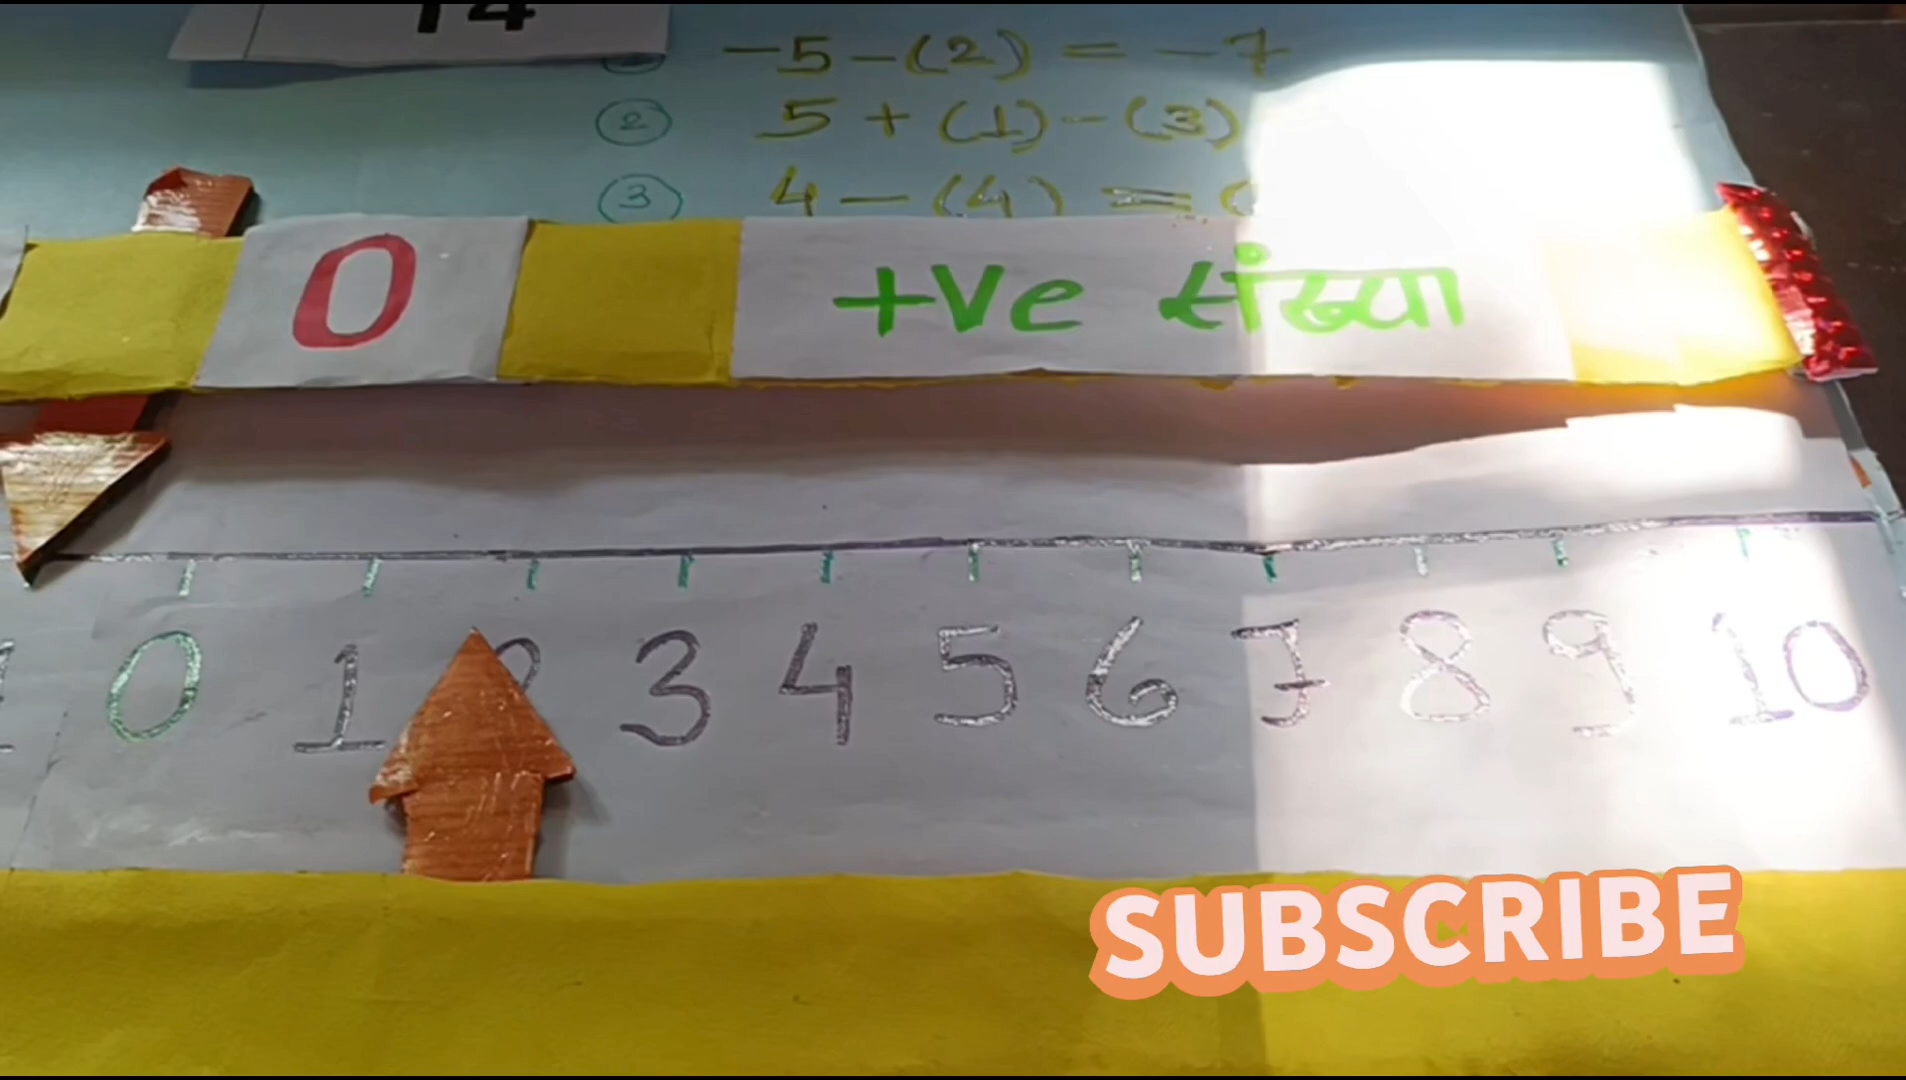 14
-5-(2) = -7
② 5+(1)-(3)
③ 4-(4) =
0 +Ve संख्या
0 1 2 3 4 5 6 7 8 9 10
SUBSCRIBE